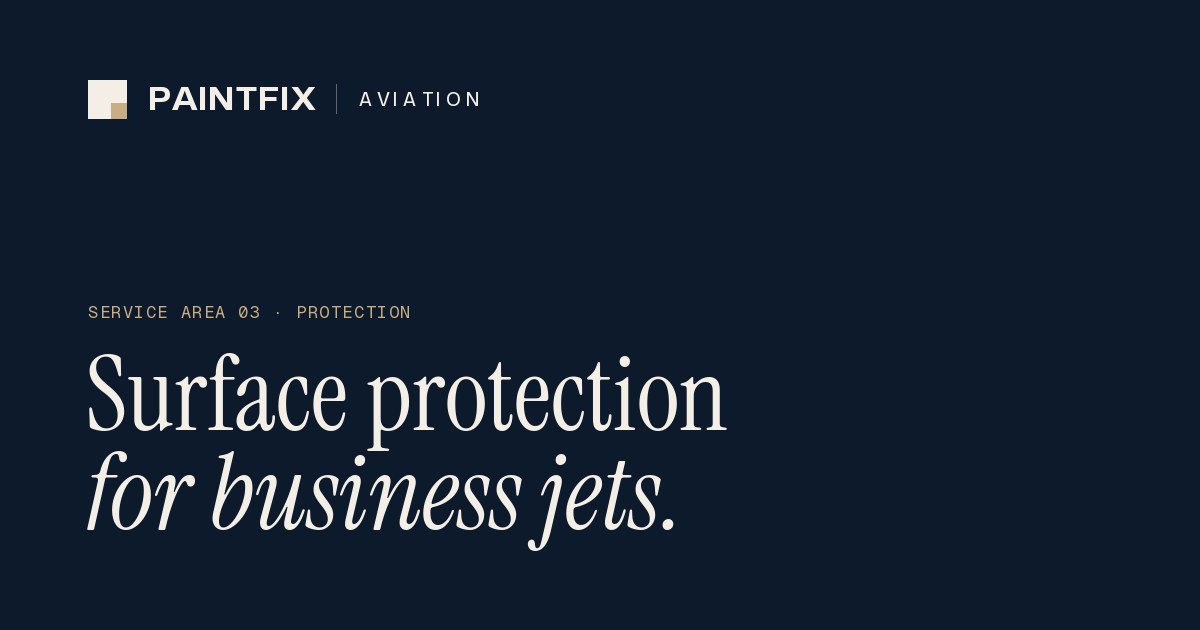 PAINTFIX | AVIATION
SERVICE AREA 03 · PROTECTION
Surface protection
for business jets.